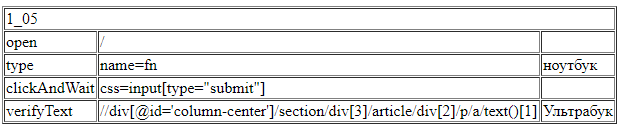 1_05
open /
type name=fn ноутбук
clickAndWait css=input[type="submit"]
verifyText //div[@id='column-center']/section/div[3]/article/div[2]/p/a/text()[1] Ультрабук